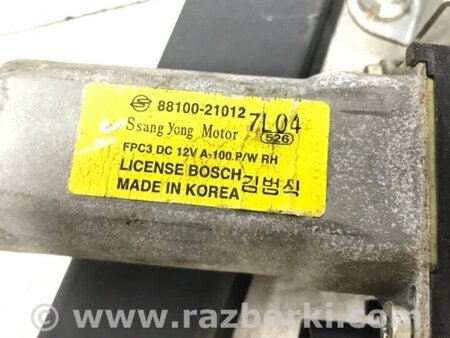 88100-21012
Ssang Yong Motor 7L04
526
FPC3 DC 12V A-100 P/W RH
LICENSE BOSCH
MADE IN KOREA 김범식
www.razborki.com